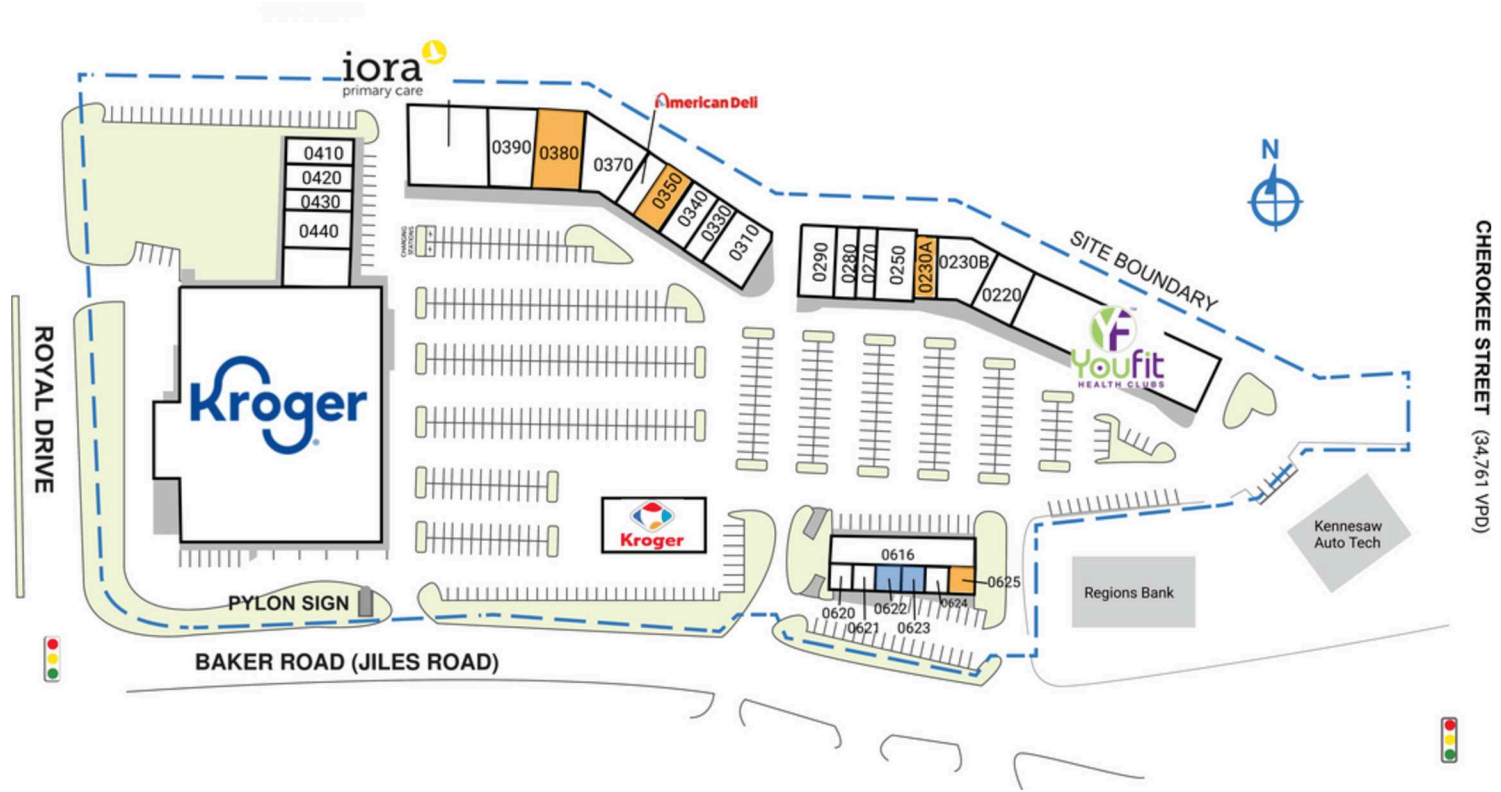 iora
primary care
American Deli
0390
0380
0370
0350
0340
0330
0310
0410
0420
0430
0440
CHARGING
STATIONS
N
0290
0280
0270
0250
0230A
0230B
0220
SITE BOUNDARY
Youfit
HEALTH CLUBS
CHEROKEE STREET (34,761 VPD)
ROYAL DRIVE
Kroger
Kroger
Kennesaw
Auto Tech
Regions Bank
0616
0625
0620
0622
0624
0621
0623
PYLON SIGN
BAKER ROAD (JILES ROAD)